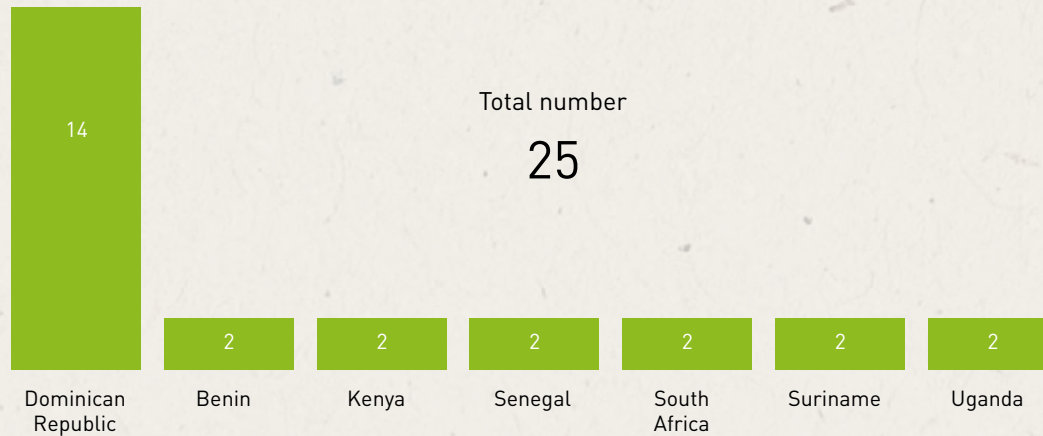 Total number
25
14
2
2
2
2
2
2
Dominican
Republic
Benin
Kenya
Senegal
South
Africa
Suriname
Uganda